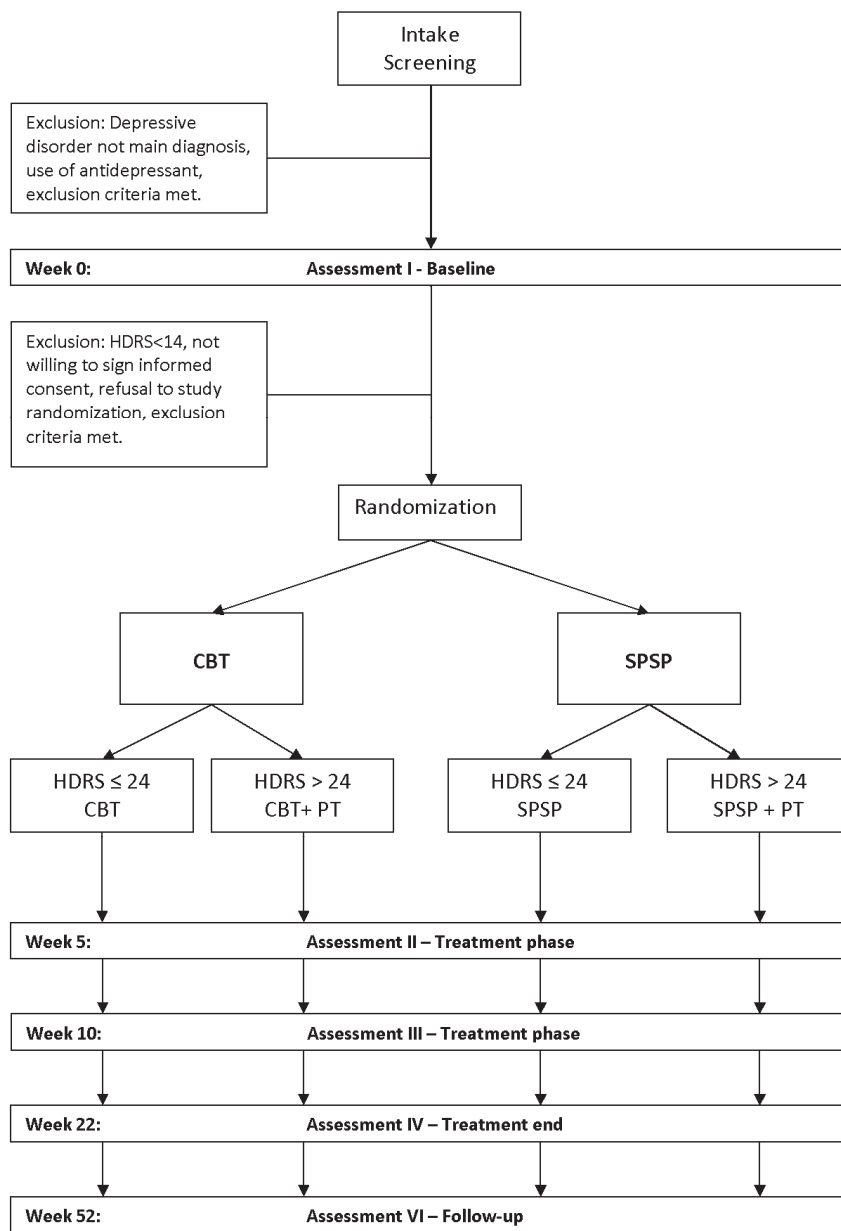 Intake
Screening
Exclusion: Depressive
disorder not main diagnosis,
use of antidepressant,
exclusion criteria met.
Week 0: Assessment I - Baseline
Exclusion: HDRS<14, not
willing to sign informed
consent, refusal to study
randomization, exclusion
criteria met.
Randomization
CBT
SPSP
HDRS ≤ 24
CBT
HDRS > 24
CBT+ PT
HDRS ≤ 24
SPSP
HDRS > 24
SPSP + PT
Week 5: Assessment II – Treatment phase
Week 10: Assessment III – Treatment phase
Week 22: Assessment IV – Treatment end
Week 52: Assessment VI – Follow-up